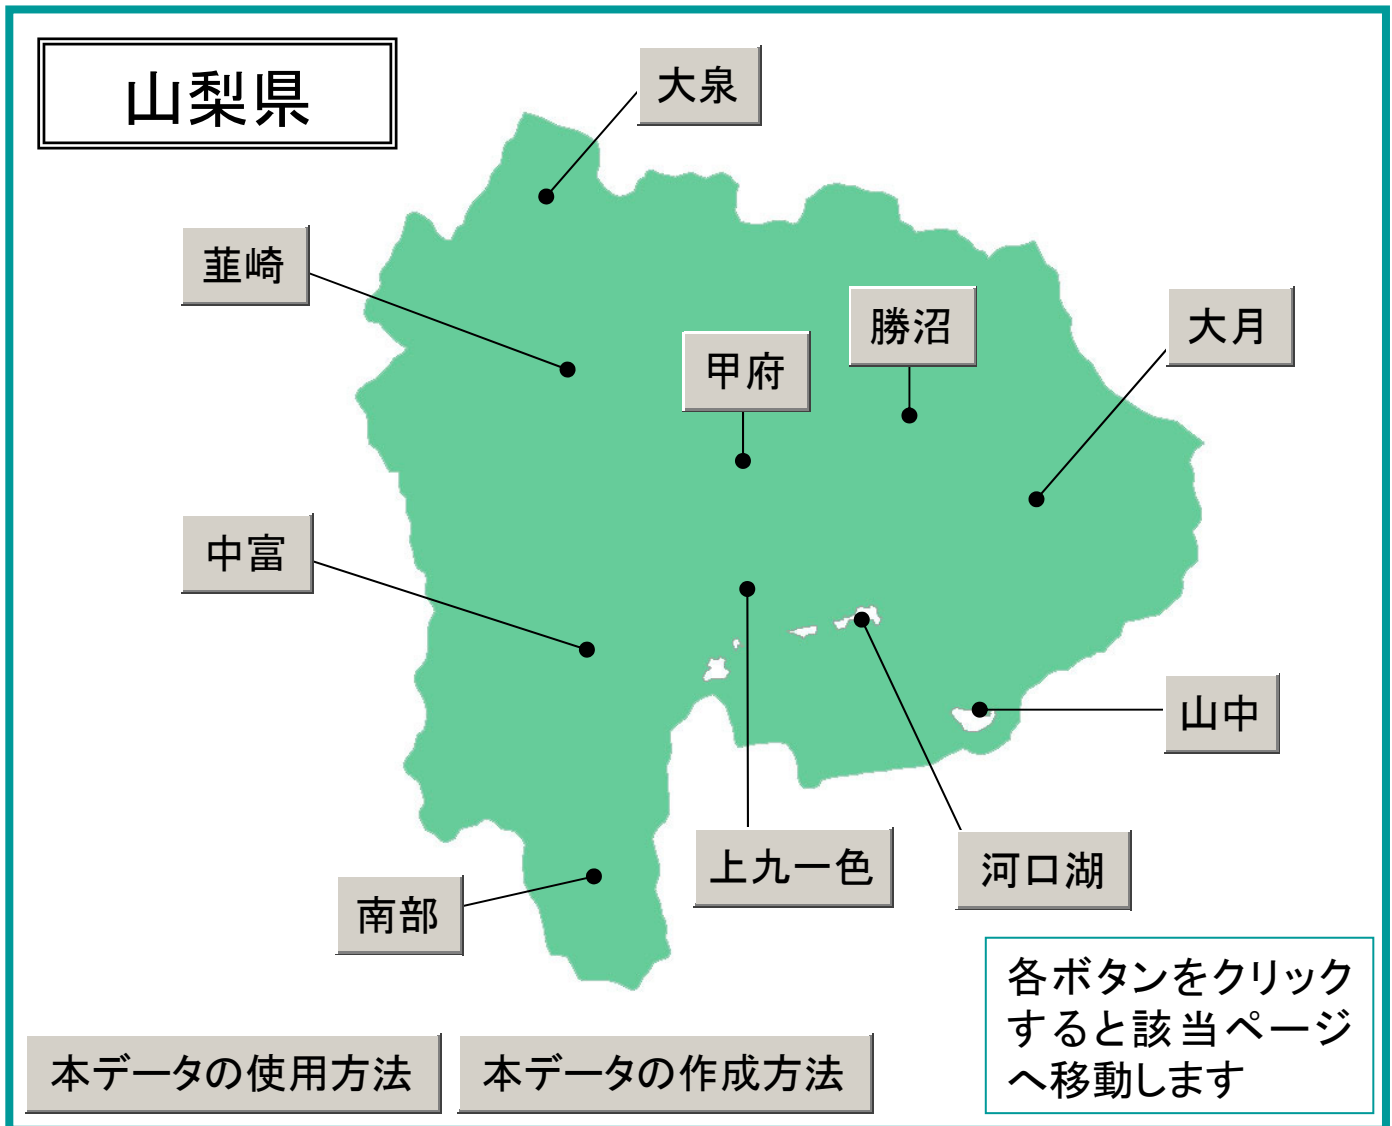 山梨県
大泉
韮崎
勝沼
大月
甲府
中富
山中
上九一色
河口湖
南部
各ボタンをクリック
すると該当ページ
へ移動します
本データの使用方法
本データの作成方法